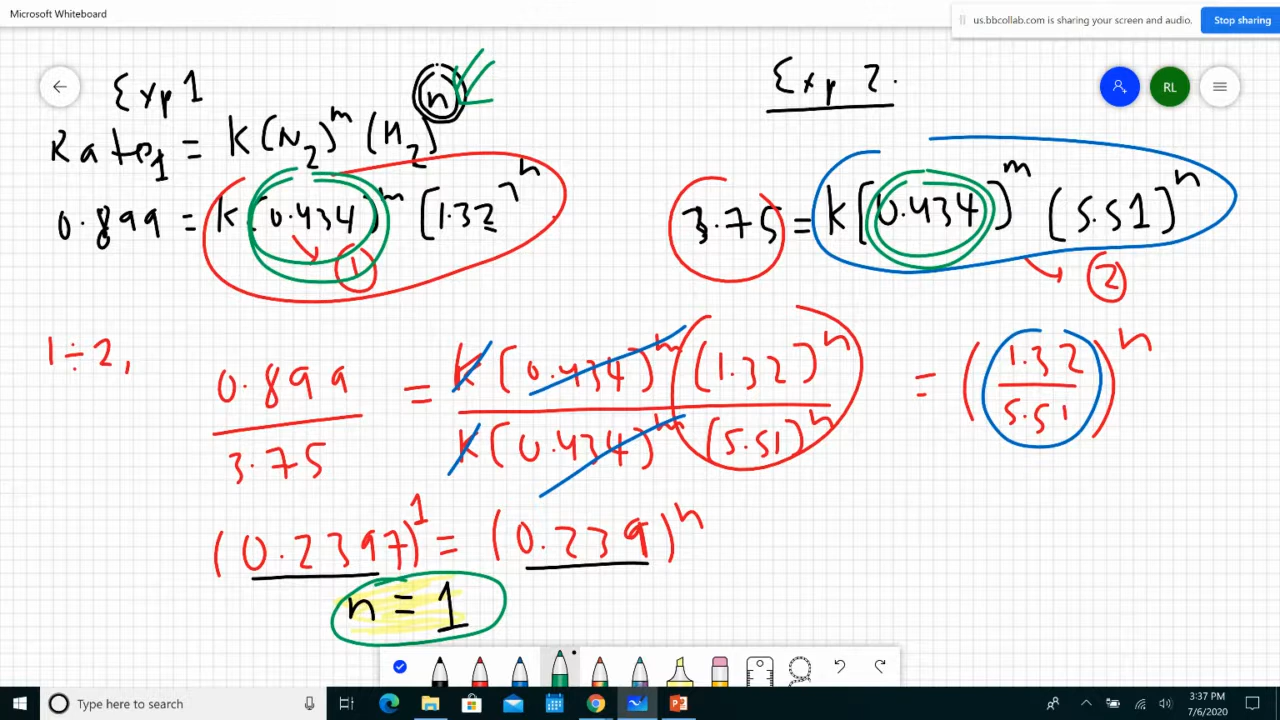 Microsoft Whiteboard
us.bbcollab.com is sharing your screen and audio.
Stop sharing
RL
Exp 1
Rate₁ = K(N₂)^m (H₂)^n
0.899 = K(0.434)^m [1.32]^n
1
Exp 2.
3.75 = K[0.434)^m (5.51]^n
2
1 ÷ 2,
0.899 / 3.75 = K(0.434)^m (1.32)^n / K(0.434)^m (5.51)^n = (1.32 / 5.51)^n
(0.2397)^1 = (0.239)^n
n = 1
Type here to search
3:37 PM
7/6/2020